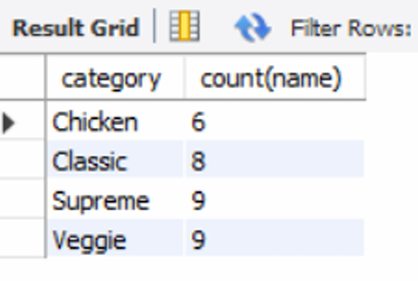 Result Grid Filter Rows:
category count(name)
Chicken 6
Classic 8
Supreme 9
Veggie 9